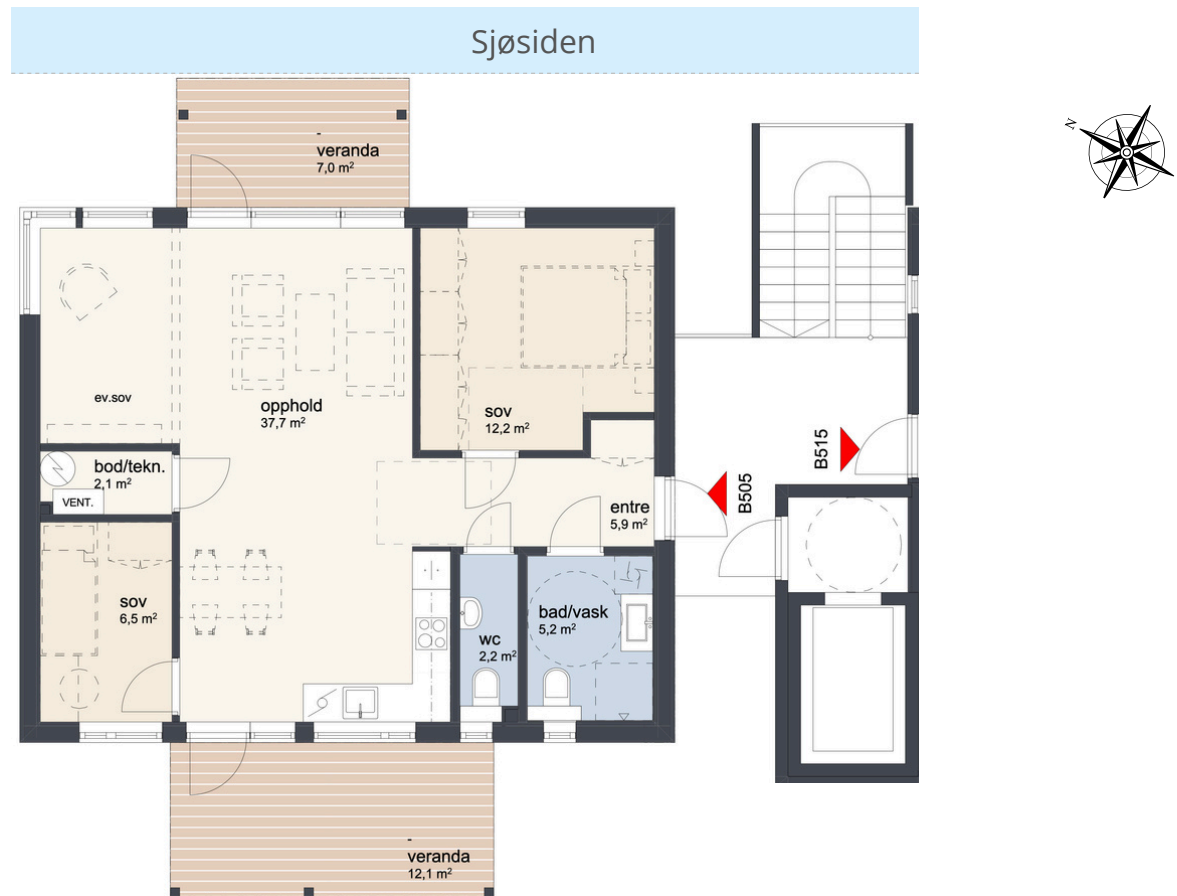 Sjøsiden
N
-
veranda
7,0 m²
ev.sov
opphold
37,7 m²
sov
12,2 m²
B515
B505
bod/tekn.
2,1 m²
VENT.
entre
5,9 m²
sov
6,5 m²
bad/vask
5,2 m²
wc
2,2 m²
-
veranda
12,1 m²